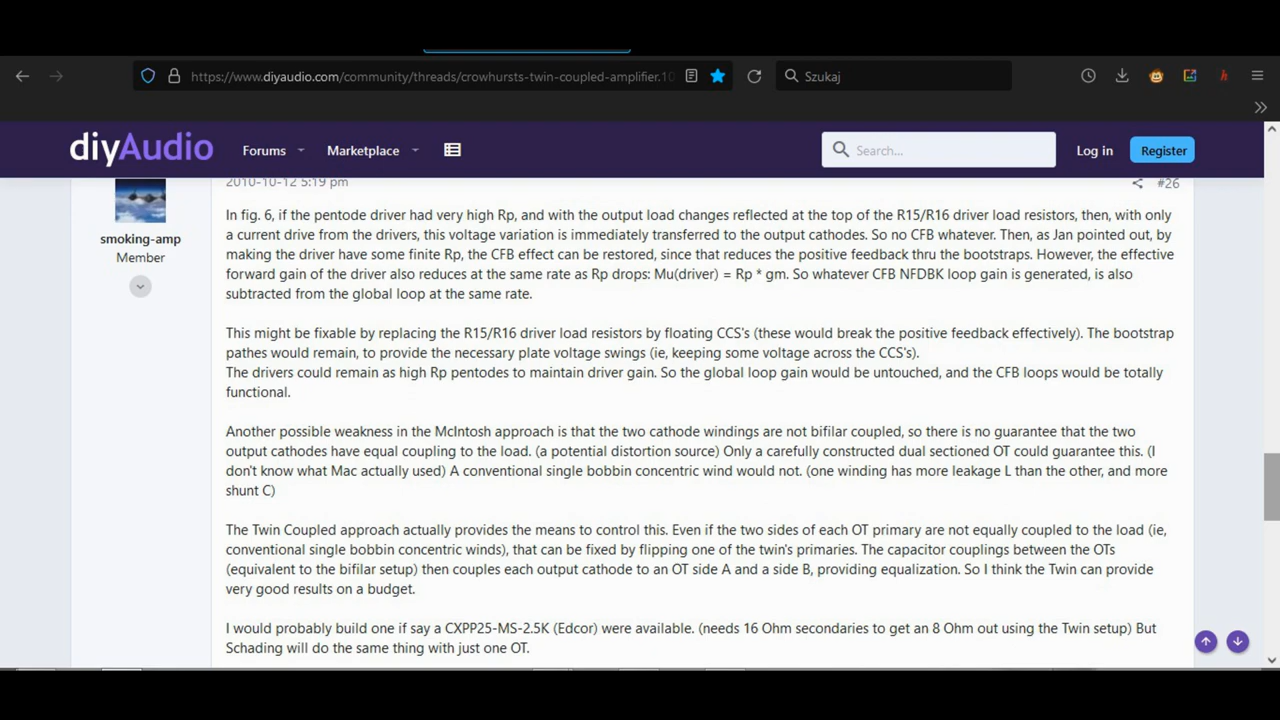 https://www.diyaudio.com/community/threads/crowhursts-twin-coupled-amplifier.10
Szukaj
diyAudio
Forums
Marketplace
Search...
Log in
Register
2010-10-12 5:19 pm
#26
smoking-amp
Member
In fig. 6, if the pentode driver had very high Rp, and with the output load changes reflected at the top of the R15/R16 driver load resistors, then, with only
a current drive from the drivers, this voltage variation is immediately transferred to the output cathodes. So no CFB whatever. Then, as Jan pointed out, by
making the driver have some finite Rp, the CFB effect can be restored, since that reduces the positive feedback thru the bootstraps. However, the effective
forward gain of the driver also reduces at the same rate as Rp drops: Mu(driver) = Rp * gm. So whatever CFB NFDBK loop gain is generated, is also
subtracted from the global loop at the same rate.
This might be fixable by replacing the R15/R16 driver load resistors by floating CCS's (these would break the positive feedback effectively). The bootstrap
pathes would remain, to provide the necessary plate voltage swings (ie, keeping some voltage across the CCS's).
The drivers could remain as high Rp pentodes to maintain driver gain. So the global loop gain would be untouched, and the CFB loops would be totally
functional.
Another possible weakness in the McIntosh approach is that the two cathode windings are not bifilar coupled, so there is no guarantee that the two
output cathodes have equal coupling to the load. (a potential distortion source) Only a carefully constructed dual sectioned OT could guarantee this. (I
don't know what Mac actually used) A conventional single bobbin concentric wind would not. (one winding has more leakage L than the other, and more
shunt C)
The Twin Coupled approach actually provides the means to control this. Even if the two sides of each OT primary are not equally coupled to the load (ie,
conventional single bobbin concentric winds), that can be fixed by flipping one of the twin's primaries. The capacitor couplings between the OTs
(equivalent to the bifilar setup) then couples each output cathode to an OT side A and a side B, providing equalization. So I think the Twin can provide
very good results on a budget.
I would probably build one if say a CXPP25-MS-2.5K (Edcor) were available. (needs 16 Ohm secondaries to get an 8 Ohm out using the Twin setup) But
Schading will do the same thing with just one OT.